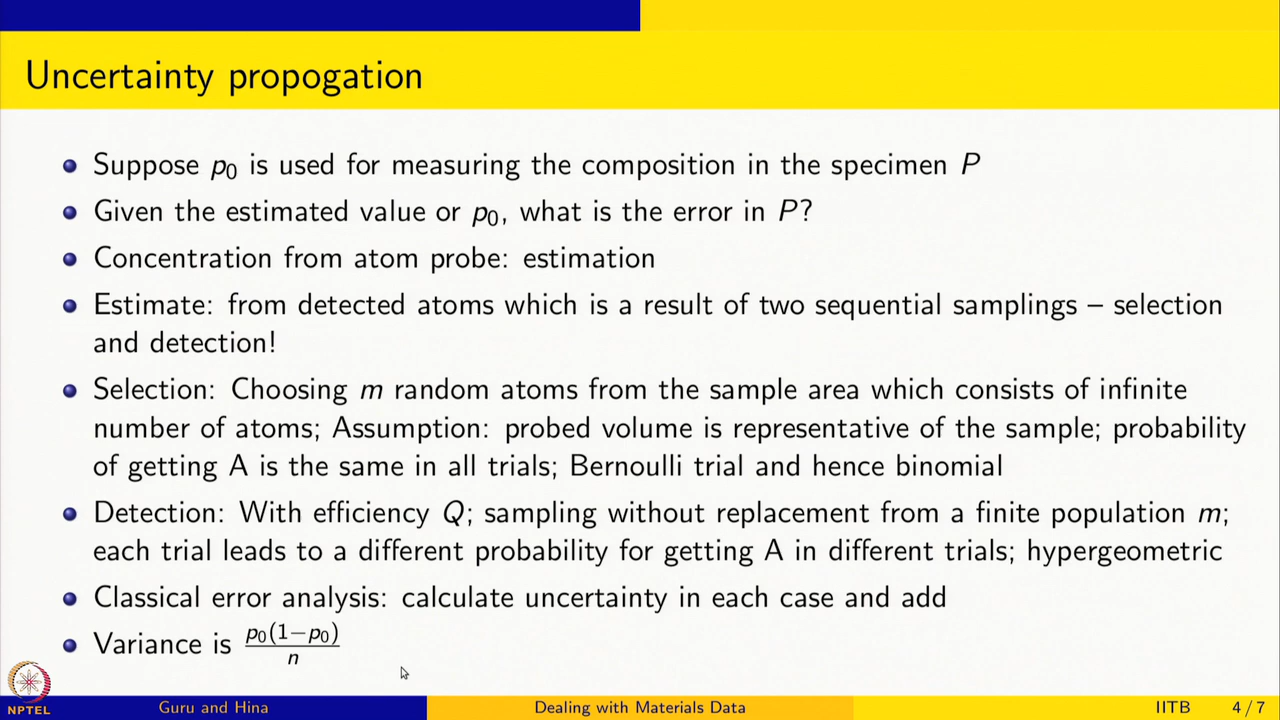 Uncertainty propogation
Suppose p₀ is used for measuring the composition in the specimen P
Given the estimated value or p₀, what is the error in P?
Concentration from atom probe: estimation
Estimate: from detected atoms which is a result of two sequential samplings – selection
and detection!
Selection: Choosing m random atoms from the sample area which consists of infinite
number of atoms; Assumption: probed volume is representative of the sample; probability
of getting A is the same in all trials; Bernoulli trial and hence binomial
Detection: With efficiency Q; sampling without replacement from a finite population m;
each trial leads to a different probability for getting A in different trials; hypergeometric
Classical error analysis: calculate uncertainty in each case and add
Variance is p₀(1−p₀)/n
NPTEL
Guru and Hina Dealing with Materials Data IITB 4 / 7